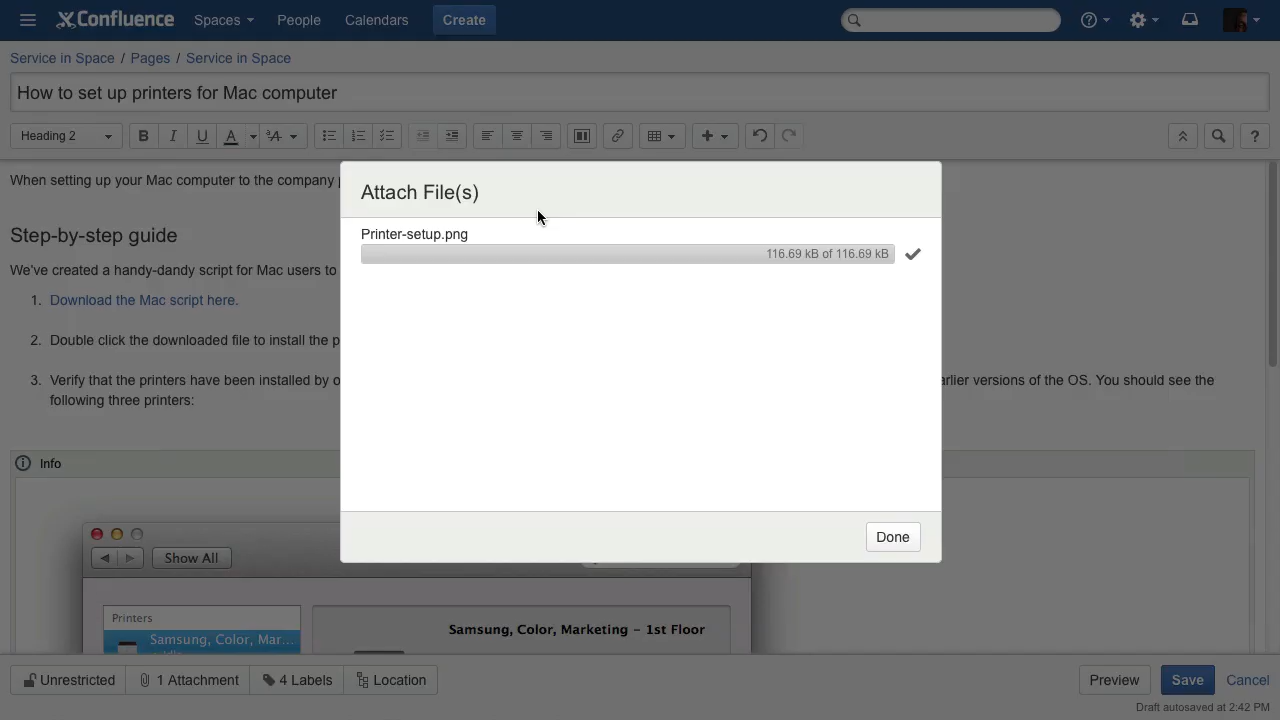 Confluence Spaces People Calendars Create
Service in Space / Pages / Service in Space
How to set up printers for Mac computer
Heading 2 B I U A
When setting up your Mac computer to the company
Attach File(s)
Printer-setup.png
116.69 kB of 116.69 kB
Step-by-step guide
We've created a handy-dandy script for Mac users to
1. Download the Mac script here.
2. Double click the downloaded file to install the
3. Verify that the printers have been installed by versions of the OS. You should see the
following three printers:
Info
Done
Show All
Printers
Samsung, Color, Mar...
Samsung, Color, Marketing – 1st Floor
Unrestricted 1 Attachment 4 Labels Location Preview Save Cancel
Draft autosaved at 2:42 PM